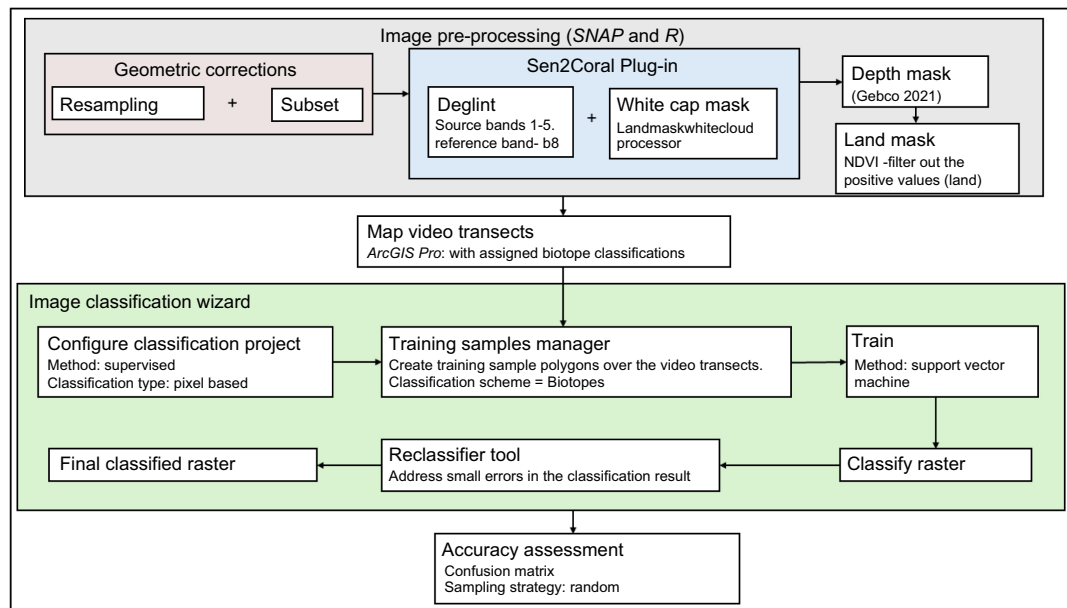 Image pre-processing (SNAP and R)
Geometric corrections
Resampling
+
Subset
Sen2Coral Plug-in
Deglint
Source bands 1-5.
reference band- b8
+
White cap mask
Landmaskwhitecloud
processor
Depth mask
(Gebco 2021)
Land mask
NDVI -filter out the
positive values (land)
Map video transects
ArcGIS Pro: with assigned biotope classifications
Image classification wizard
Configure classification project
Method: supervised
Classification type: pixel based
Training samples manager
Create training sample polygons over the video transects.
Classification scheme = Biotopes
Train
Method: support vector
machine
Classify raster
Reclassifier tool
Address small errors in the classification result
Final classified raster
Accuracy assessment
Confusion matrix
Sampling strategy: random